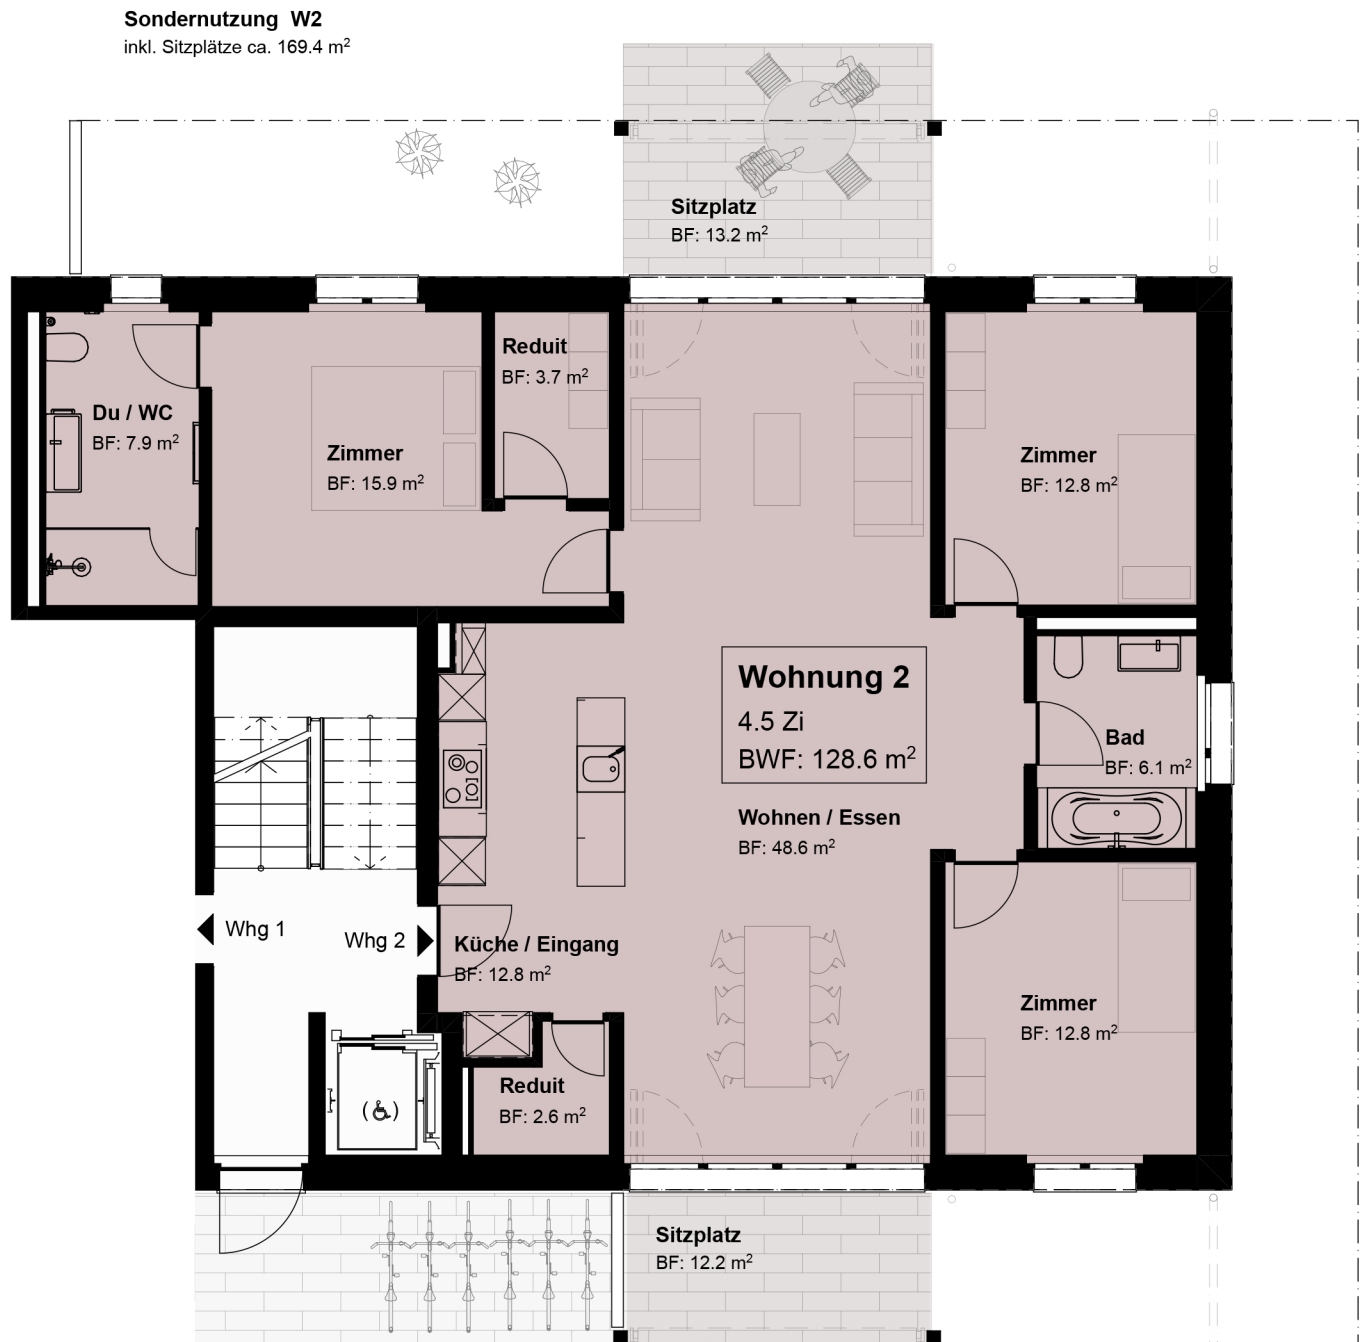 Sondernutzung W2
inkl. Sitzplätze ca. 169.4 m²
Sitzplatz
BF: 13.2 m²
Reduit
BF: 3.7 m²
Du / WC
BF: 7.9 m²
Zimmer
BF: 15.9 m²
Zimmer
BF: 12.8 m²
Wohnung 2
4.5 Zi
BWF: 128.6 m²
Bad
BF: 6.1 m²
Wohnen / Essen
BF: 48.6 m²
Whg 1
Whg 2
Küche / Eingang
BF: 12.8 m²
Zimmer
BF: 12.8 m²
Reduit
BF: 2.6 m²
Sitzplatz
BF: 12.2 m²